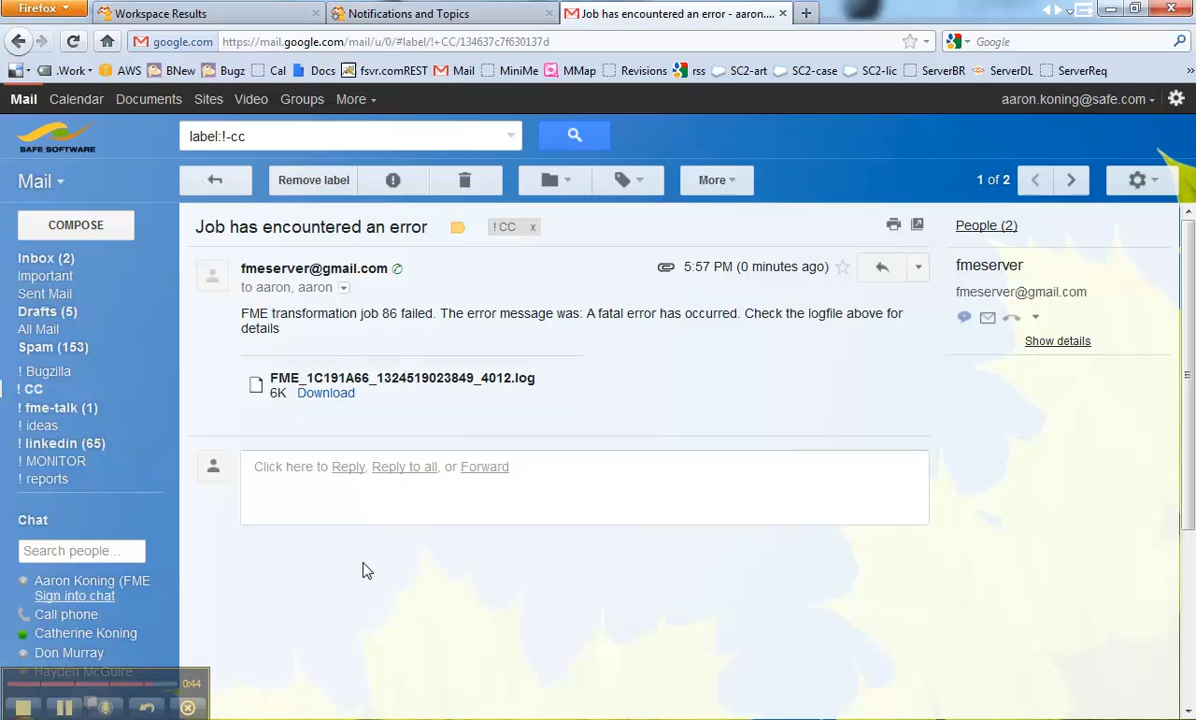 Firefox
Workspace Results
Notifications and Topics
Job has encountered an error - aaron....
google.com
https://mail.google.com/mail/u/0/#label/!+CC/134637c7f630137d
Google
.Work AWS BNew Bugz Cal Docs fsvr.comREST Mail MiniMe MMap Revisions rss SC2-art SC2-case SC2-lic ServerBR ServerDL ServerReq
Mail Calendar Documents Sites Video Groups More
aaron.koning@safe.com
SAFE SOFTWARE
label:!-cc
Mail
Remove label
More
1 of 2
COMPOSE
Inbox (2)
Important
Sent Mail
Drafts (5)
All Mail
Spam (153)
! Bugzilla
! CC
! fme-talk (1)
! ideas
! linkedin (65)
! MONITOR
! reports
Chat
Search people...
Aaron Koning (FME
Sign into chat
Call phone
Catherine Koning
Don Murray
Hayden McGuire
0:44
Job has encountered an error
! CC x
fmeserver@gmail.com
5:57 PM (0 minutes ago)
to aaron, aaron
FME transformation job 86 failed. The error message was: A fatal error has occurred. Check the logfile above for
details
FME_1C191A66_1324519023849_4012.log
6K Download
Click here to Reply, Reply to all, or Forward
People (2)
fmeserver
fmeserver@gmail.com
Show details